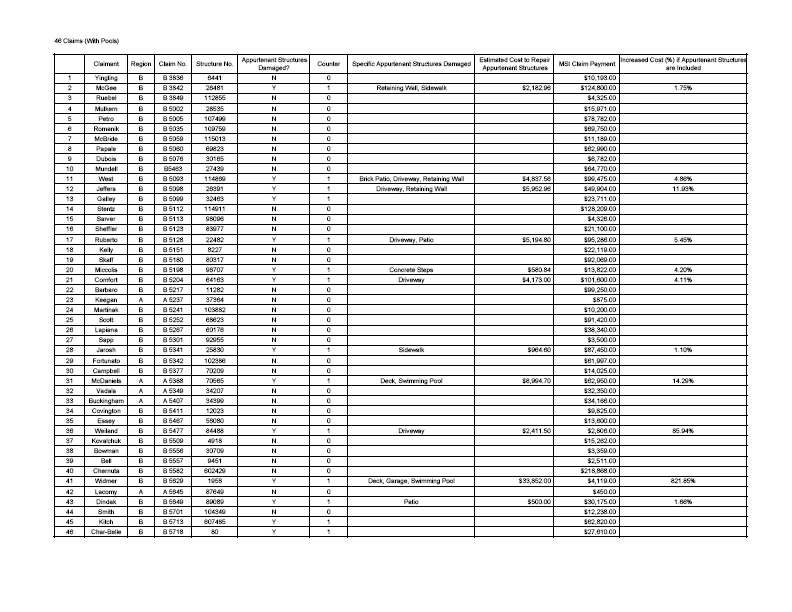 46 Claims (With Pools)
Claimant Region Claim No. Structure No. Appurtenant Structures Damaged? Counter Specific Appurtenant Structures Damaged Estimated Cost to Repair Appurtenant Structures MSI Claim Payment Increased Cost (%) if Appurtenant Structures are Included
1 Yingling B B 3836 6441 N 0 $10,193.00
2 McGee B B 3842 26481 Y 1 Retaining Wall, Sidewalk $2,182.96 $124,800.00 1.75%
3 Ruebel B B 3849 112855 N 0 $4,325.00
4 Mulkern B B 5002 26535 N 0 $15,971.00
5 Petro B B 5005 107499 N 0 $78,782.00
6 Romanik B B 5035 109759 N 0 $69,750.00
7 McBride B B 5059 115013 N 0 $11,189.00
8 Papale B B 5060 69823 N 0 $62,990.00
9 Dubois B B 5076 30165 N 0 $6,782.00
10 Mundell B B5463 27439 N 0 $64,770.00
11 West B B 5093 114869 Y 1 Brick Patio, Driveway, Retaining Wall $4,837.56 $99,475.00 4.86%
12 Jeffers B B 5098 26391 Y 1 Driveway, Retaining Wall $5,952.96 $49,904.00 11.93%
13 Galley B B 5099 32463 Y 1 $23,711.00
14 Stentz B B 5112 114911 N 0 $128,209.00
15 Sarver B B 5113 96096 N 0 $4,326.00
16 Sheffler B B 5123 83977 N 0 $21,100.00
17 Ruberto B B 5128 22482 Y 1 Driveway, Patio $5,194.80 $95,286.00 5.45%
18 Kelly B B 5151 8227 N 0 $22,119.00
19 Skaff B B 5180 80317 N 0 $92,069.00
20 Miccolis B B 5198 96707 Y 1 Concrete Steps $580.84 $13,822.00 4.20%
21 Comfort B B 5204 64163 Y 1 Driveway $4,173.00 $101,600.00 4.11%
22 Barbaro B B 5217 11282 N 0 $99,250.00
23 Keegan A A 5237 37364 N 0 $875.00
24 Martinak B B 5241 103882 N 0 $10,200.00
25 Scott B B 5252 68623 N 0 $91,420.00
26 Lapiana B B 5267 60176 N 0 $38,340.00
27 Sapp B B 5301 92955 N 0 $3,500.00
28 Jarosh B B 5341 25830 Y 1 Sidewalk $964.60 $87,450.00 1.10%
29 Fortunato B B 5342 102386 N 0 $61,997.00
30 Campbell B B 5377 70209 N 0 $14,025.00
31 McDaniels A A 5388 70565 Y 1 Deck, Swimming Pool $8,994.70 $62,950.00 14.29%
32 Vadala A A 5349 34207 N 0 $32,350.00
33 Buckingham A A 5407 34399 N 0 $34,166.00
34 Covington B B 5411 12023 N 0 $9,825.00
35 Essey B B 5467 56080 N 0 $13,600.00
36 Weiland B B 5477 84488 Y 1 Driveway $2,411.50 $2,806.00 85.94%
37 Kovalchuk B B 5509 4918 N 0 $15,262.00
38 Bowman B B 5556 30709 N 0 $3,359.00
39 Bell B B 5557 9451 N 0 $2,511.00
40 Chernuta B B 5582 602429 N 0 $218,868.00
41 Widmer B B 5629 1958 Y 1 Deck, Garage, Swimming Pool $33,852.00 $4,119.00 821.85%
42 Lacomy A A 5645 87649 N 0 $450.00
43 Dindak B B 5649 89089 Y 1 Patio $500.00 $30,175.00 1.66%
44 Smith B B 5701 104349 N 0 $12,238.00
45 Kitch B B 5713 607485 Y 1 $62,820.00
46 Char-Belle B B 5718 80 Y 1 $27,610.00